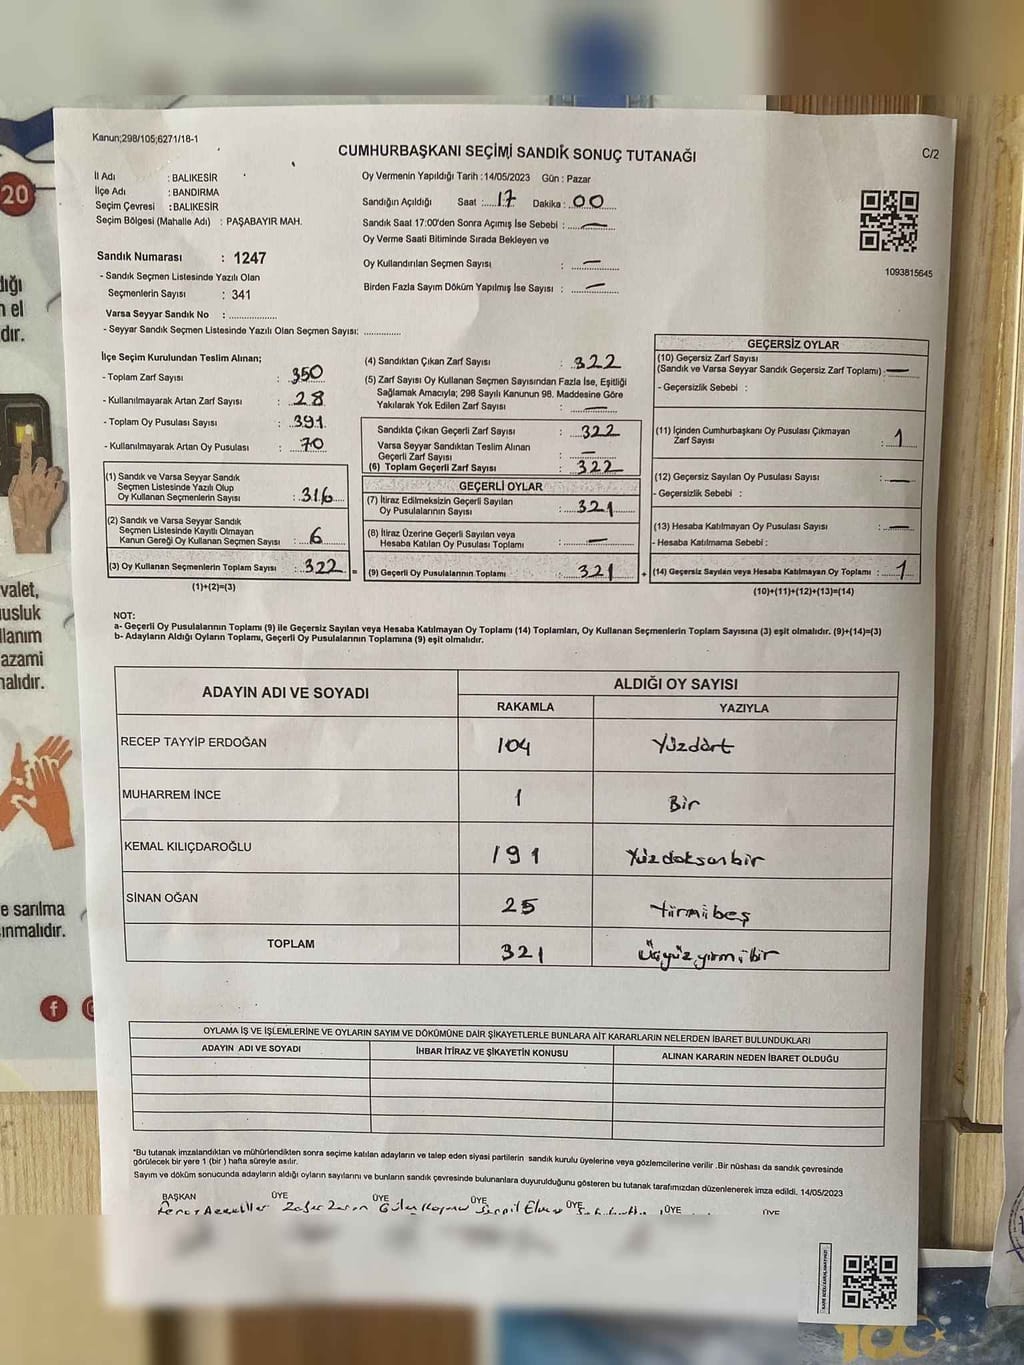 Kanun;298/105;6271/18-1
C/2
CUMHURBAŞKANI SEÇİMİ SANDIK SONUÇ TUTANAĞI
İl Adı : BALIKESİR
İlçe Adı : BANDIRMA
Seçim Çevresi : BALIKESİR
Seçim Bölgesi (Mahalle Adı) : PAŞABAYIR MAH.
Sandık Numarası : 1247
- Sandık Seçmen Listesinde Yazılı Olan
Seçmenlerin Sayısı : 341
Varsa Seyyar Sandık No : ..................
- Seyyar Sandık Seçmen Listesinde Yazılı Olan Seçmen Sayısı: ..............
Oy Vermenin Yapıldığı Tarih :14/05/2023 Gün : Pazar
Sandığın Açıldığı Saat :.....17 Dakika : 00
Sandık Saat 17:00'den Sonra Açımış İse Sebebi : —
Oy Verme Saati Bitiminde Sırada Bekleyen ve
Oy Kullandırılan Seçmen Sayısı : —
Birden Fazla Sayım Döküm Yapılmış İse Sayısı : —
1093815645
İlçe Seçim Kurulundan Teslim Alınan;
- Toplam Zarf Sayısı : 350
- Kullanılmayarak Artan Zarf Sayısı : 28
- Toplam Oy Pusulası Sayısı : 391
- Kullanılmayarak Artan Oy Pusulası : 70
(1) Sandık ve Varsa Seyyar Sandık
Seçmen Listesinde Yazılı Olup
Oy Kullanan Seçmenlerin Sayısı : 316
(2) Sandık ve Varsa Seyyar Sandık
Seçmen Listesinde Kayıtlı Olmayan
Kanun Gereği Oy Kullanan Seçmen Sayısı : 6
(3) Oy Kullanan Seçmenlerin Toplam Sayısı : 322 =
(1)+(2)=(3)
(4) Sandıktan Çıkan Zarf Sayısı : 322
(5) Zarf Sayısı Oy Kullanan Seçmen Sayısından Fazla İse, Eşitliği
Sağlamak Amacıyla; 298 Sayılı Kanunun 98. Maddesine Göre
Yakılarak Yok Edilen Zarf Sayısı : —
Sandıkta Çıkan Geçerli Zarf Sayısı : 322
Varsa Seyyar Sandıktan Teslim Alınan
Geçerli Zarf Sayısı : —
(6) Toplam Geçerli Zarf Sayısı : 322
GEÇERLİ OYLAR
(7) İtiraz Edilmeksizin Geçerli Sayılan
Oy Pusulalarının Sayısı : 321
(8) İtiraz Üzerine Geçerli Sayılan veya
Hesaba Katılan Oy Pusulası Toplamı : —
(9) Geçerli Oy Pusulalarının Toplamı : 321 +
GEÇERSİZ OYLAR
(10) Geçersiz Zarf Sayısı
(Sandık ve Varsa Seyyar Sandık Geçersiz Zarf Toplamı) : —
- Geçersizlik Sebebi :
(11) İçinden Cumhurbaşkanı Oy Pusulası Çıkmayan
Zarf Sayısı : 1
(12) Geçersiz Sayılan Oy Pusulası Sayısı : —
- Geçersizlik Sebebi :
(13) Hesaba Katılmayan Oy Pusulası Sayısı : —
- Hesaba Katılmama Sebebi :
(14) Geçersiz Sayılan veya Hesaba Katılmayan Oy Toplamı : 1
(10)+(11)+(12)+(13)=(14)
NOT:
a- Geçerli Oy Pusulalarının Toplamı (9) ile Geçersiz Sayılan veya Hesaba Katılmayan Oy Toplamı (14) Toplamları, Oy Kullanan Seçmenlerin Toplam Sayısına (3) eşit olmalıdır. (9)+(14)=(3)
b- Adayların Aldığı Oyların Toplamı, Geçerli Oy Pusulalarının Toplamına (9) eşit olmalıdır.
ADAYIN ADI VE SOYADI ALDIĞI OY SAYISI
RAKAMLA YAZIYLA
RECEP TAYYİP ERDOĞAN 104 Yüzdört
MUHARREM İNCE 1 Bir
KEMAL KILIÇDAROĞLU 191 Yüzdoksanbir
SİNAN OĞAN 25 Yirmibeş
TOPLAM 321 Üçyüzyirmibir
OYLAMA İŞ VE İŞLEMLERİNE VE OYLARIN SAYIM VE DÖKÜMÜNE DAİR ŞİKAYETLERLE BUNLARA AİT KARARLARIN NELERDEN İBARET BULUNDUKLARI
ADAYIN ADI VE SOYADI İHBAR İTİRAZ VE ŞİKAYETİN KONUSU ALINAN KARARIN NEDEN İBARET OLDUĞU
"Bu tutanak imzalandıktan ve mühürlendikten sonra seçime katılan adayların ve talep eden siyasi partilerin sandık kurulu üyelerine veya gözlemcilerine verilir .Bir nüshası da sandık çevresinde
görülecek bir yere 1 (bir ) hafta süreyle asılır.
Sayım ve döküm sonucunda adayların aldığı oyların sayılarını ve bunların sandık çevresinde bulunanlara duyurulduğunu gösteren bu tutanak tarafımızdan düzenlenerek imza edildi. 14/05/2023
BAŞKAN ÜYE ÜYE ÜYE ÜYE ÜYE ÜYE
20
dığı
n el
dır.
valet,
usluk
llanım
azami
nalıdır.
e sarılma
ınmalıdır.
f
100